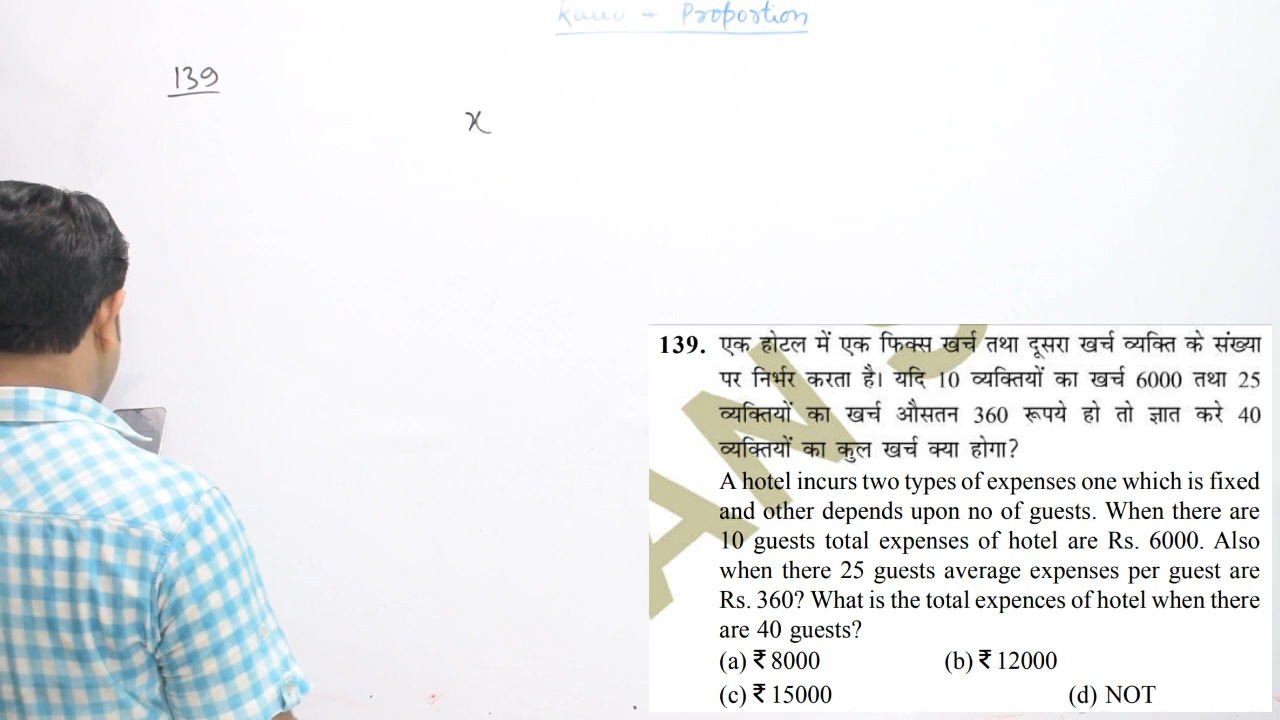 Proportion
139
x
139. एक होटल में एक फिक्स खर्च तथा दूसरा खर्च व्यक्ति के संख्या
पर निर्भर करता है। यदि 10 व्यक्तियों का खर्च 6000 तथा 25
व्यक्तियों का खर्च औसतन 360 रूपये हो तो ज्ञात करे 40
व्यक्तियों का कुल खर्च क्या होगा?
A hotel incurs two types of expenses one which is fixed
and other depends upon no of guests. When there are
10 guests total expenses of hotel are Rs. 6000. Also
when there 25 guests average expenses per guest are
Rs. 360? What is the total expences of hotel when there
are 40 guests?
(a) ₹ 8000 (b) ₹ 12000
(c) ₹ 15000 (d) NOT